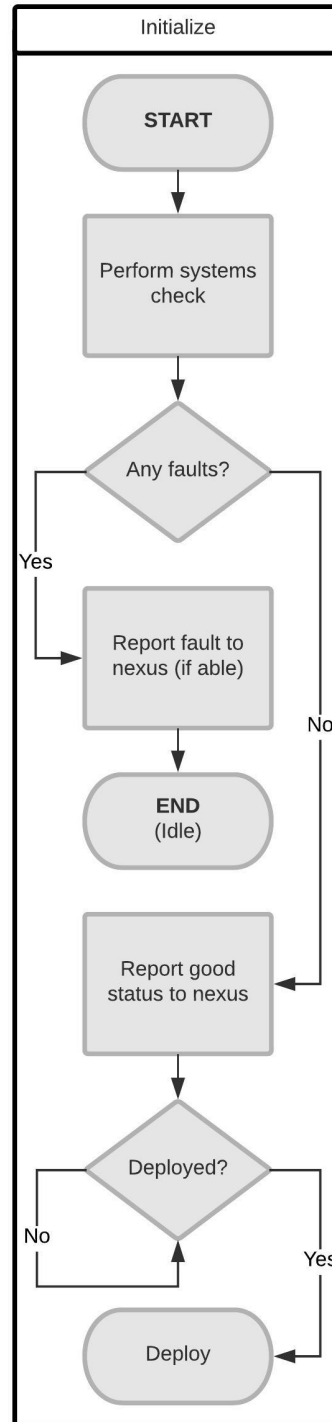 Initialize
START
Perform systems
check
Any faults?
Yes
Report fault to
nexus (if able)
No
END
(Idle)
Report good
status to nexus
Deployed?
No
Yes
Deploy